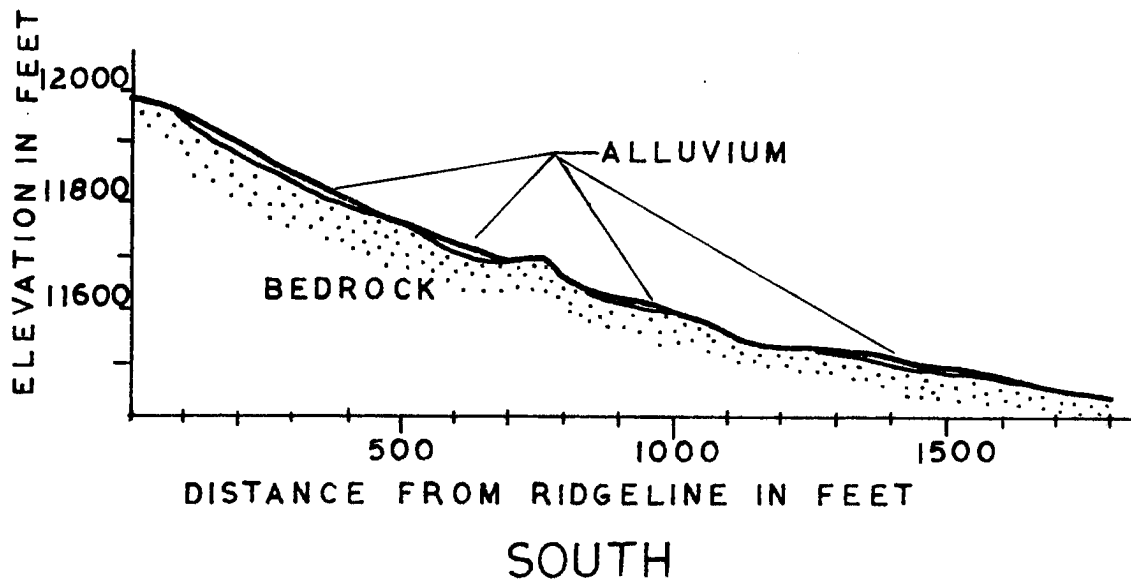 ELEVATION IN FEET
12000
11800
11600
ALLUVIUM
BEDROCK
500 1000 1500
DISTANCE FROM RIDGELINE IN FEET
SOUTH